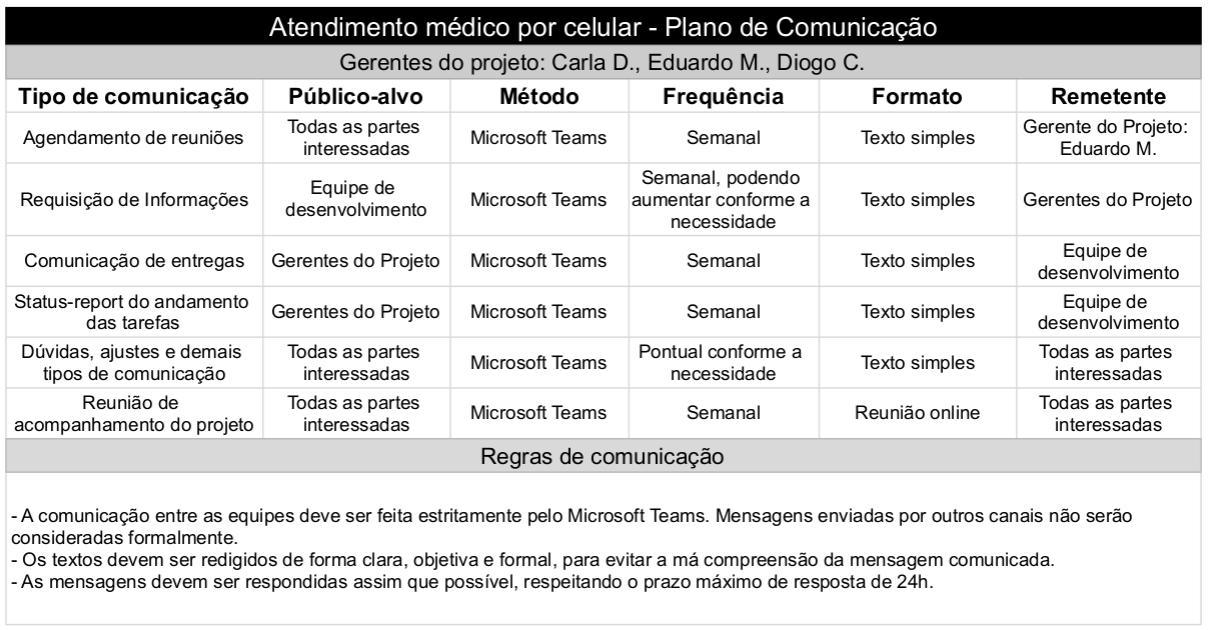 Atendimento médico por celular - Plano de Comunicação
Gerentes do projeto: Carla D., Eduardo M., Diogo C.
Tipo de comunicação Público-alvo Método Frequência Formato Remetente
Agendamento de reuniões
Todas as partes
interessadas
Microsoft Teams
Semanal
Texto simples
Gerente do Projeto:
Eduardo M.
Requisição de Informações
Equipe de
desenvolvimento
Microsoft Teams
Semanal, podendo
aumentar conforme a
necessidade
Texto simples
Gerentes do Projeto
Comunicação de entregas
Gerentes do Projeto
Microsoft Teams
Semanal
Texto simples
Equipe de
desenvolvimento
Status-report do andamento
das tarefas
Gerentes do Projeto
Microsoft Teams
Semanal
Texto simples
Equipe de
desenvolvimento
Dúvidas, ajustes e demais
tipos de comunicação
Todas as partes
interessadas
Microsoft Teams
Pontual conforme a
necessidade
Texto simples
Todas as partes
interessadas
Reunião de
acompanhamento do projeto
Todas as partes
interessadas
Microsoft Teams
Semanal
Reunião online
Todas as partes
interessadas
Regras de comunicação
- A comunicação entre as equipes deve ser feita estritamente pelo Microsoft Teams. Mensagens enviadas por outros canais não serão
consideradas formalmente.
- Os textos devem ser redigidos de forma clara, objetiva e formal, para evitar a má compreensão da mensagem comunicada.
- As mensagens devem ser respondidas assim que possível, respeitando o prazo máximo de resposta de 24h.